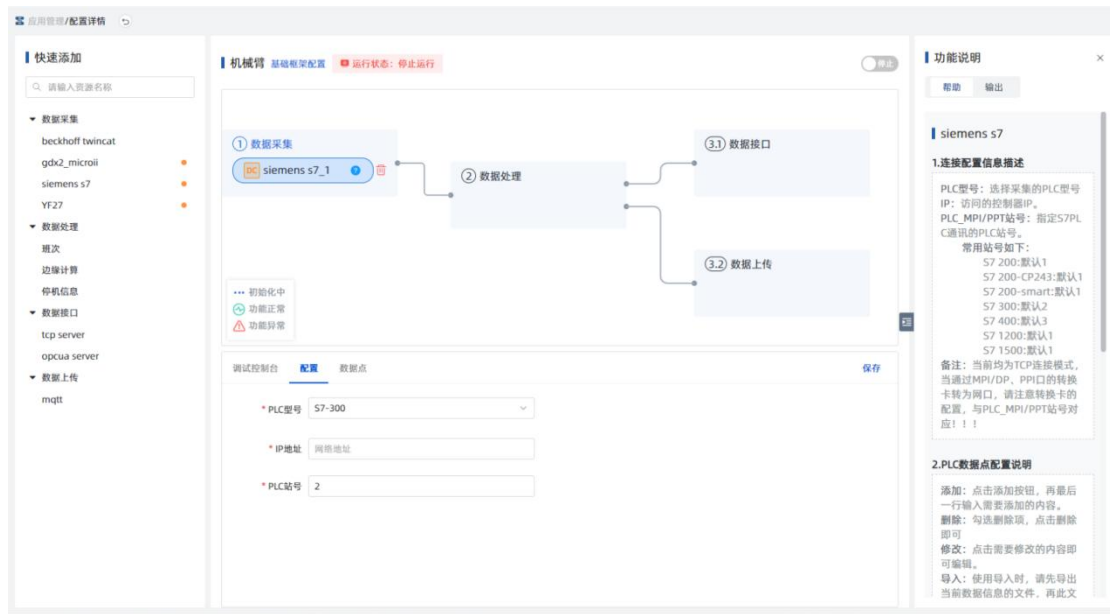 应用管理/配置详情
快速添加
请输入资源名称
数据采集
beckhoff twincat
gdx2_microii
siemens s7
YF27
数据处理
班次
边缘计算
停机信息
数据接口
tcp server
opcua server
数据上传
mqtt
机械臂 基础框架配置 运行状态：停止运行
停止
① 数据采集
DC siemens s7_1 ?
② 数据处理
3.1 数据接口
3.2 数据上传
初始化中
功能正常
功能异常
调试控制台 配置 数据点 保存
* PLC型号 S7-300
* IP地址 网络地址
* PLC站号 2
功能说明
帮助 输出
siemens s7
1.连接配置信息描述
PLC型号：选择采集的PLC型号
IP：访问的控制器IP。
PLC_MPI/PPT站号：指定S7PL
C通讯的PLC站号。
常用站号如下：
S7 200:默认1
S7 200-CP243:默认1
S7 200-smart:默认1
S7 300:默认2
S7 400:默认3
S7 1200:默认1
S7 1500:默认1
备注：当前均为TCP连接模式，
当通过MPI/DP、PPI口的转换
卡转为网口，请注意转换卡的
配置，与PLC_MPI/PPT站号对
应！！！
2.PLC数据点配置说明
添加：点击添加按钮，再最后
一行输入需要添加的内容。
删除：勾选删除项，点击删除
即可
修改：点击需要修改的内容即
可编辑。
导入：使用导入时，请先导出
当前数据信息的文件，再此文